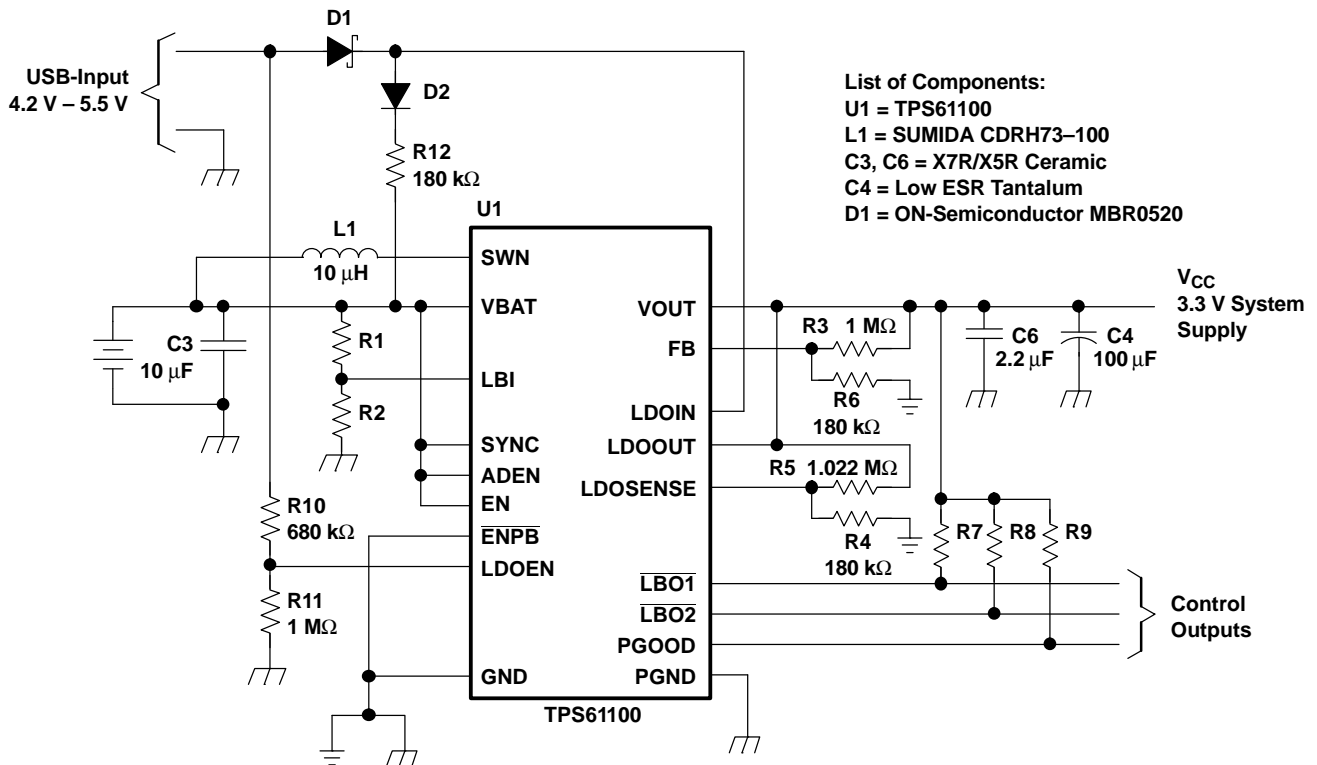 D1
USB-Input
4.2 V – 5.5 V
D2
R12
180 kΩ
List of Components:
U1 = TPS61100
L1 = SUMIDA CDRH73–100
C3, C6 = X7R/X5R Ceramic
C4 = Low ESR Tantalum
D1 = ON-Semiconductor MBR0520
U1
L1
10 μH
SWN
VBAT
C3
10 μF
R1
LBI
R2
SYNC
ADEN
EN
R10
680 kΩ
ENPB
LDOEN
R11
1 MΩ
GND
VOUT
FB
LDOIN
LDOOUT
LDOSENSE
LBO1
LBO2
PGOOD
PGND
TPS61100
R3
1 MΩ
R6
180 kΩ
R5
1.022 MΩ
R4
180 kΩ
C6
2.2 μF
C4
100 μF
VCC
3.3 V System
Supply
R7
R8
R9
Control
Outputs